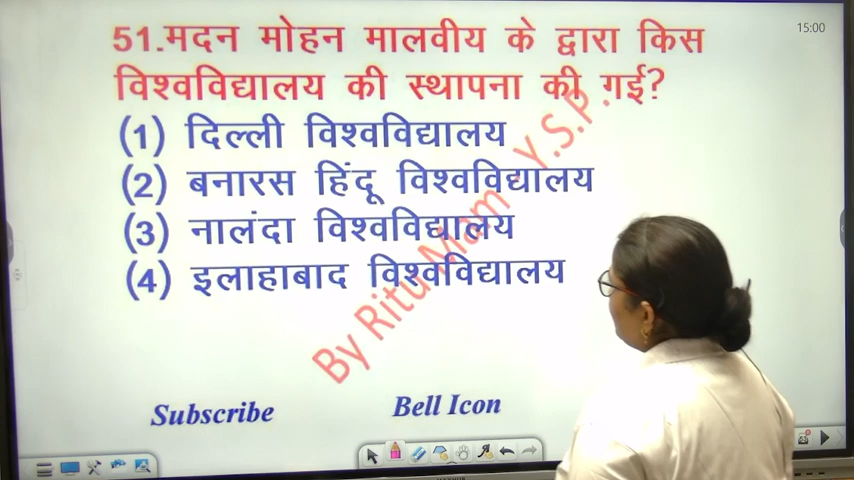 15:00
51.मदन मोहन मालवीय के द्वारा किस
विश्वविद्यालय की स्थापना की गई?
(1) दिल्ली विश्वविद्यालय
(2) बनारस हिंदू विश्वविद्यालय
(3) नालंदा विश्वविद्यालय
(4) इलाहाबाद विश्वविद्यालय
By Ritu Mam - Y.S.P.
Subscribe Bell Icon